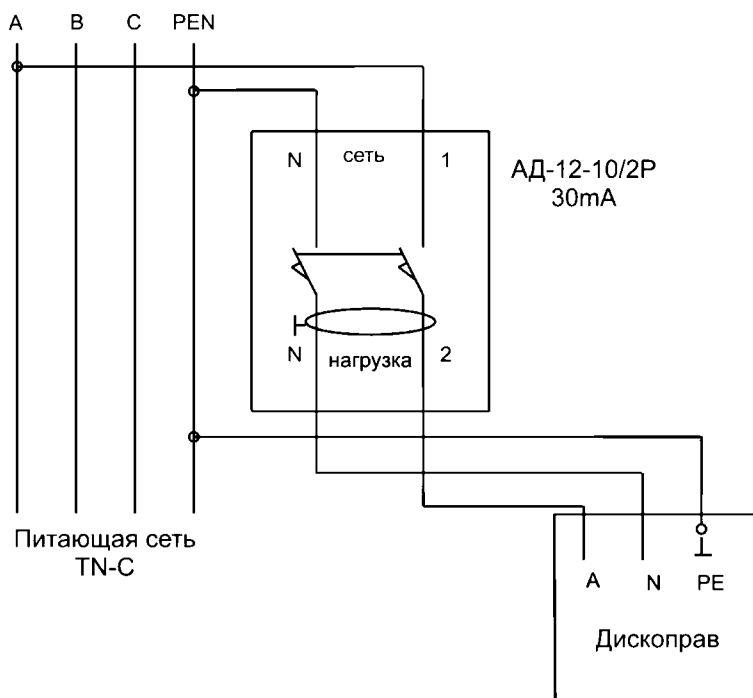 A B C PEN
N сеть 1
АД-12-10/2Р
30mA
N нагрузка 2
Питающая сеть
TN-C
A N PE
Дископрав